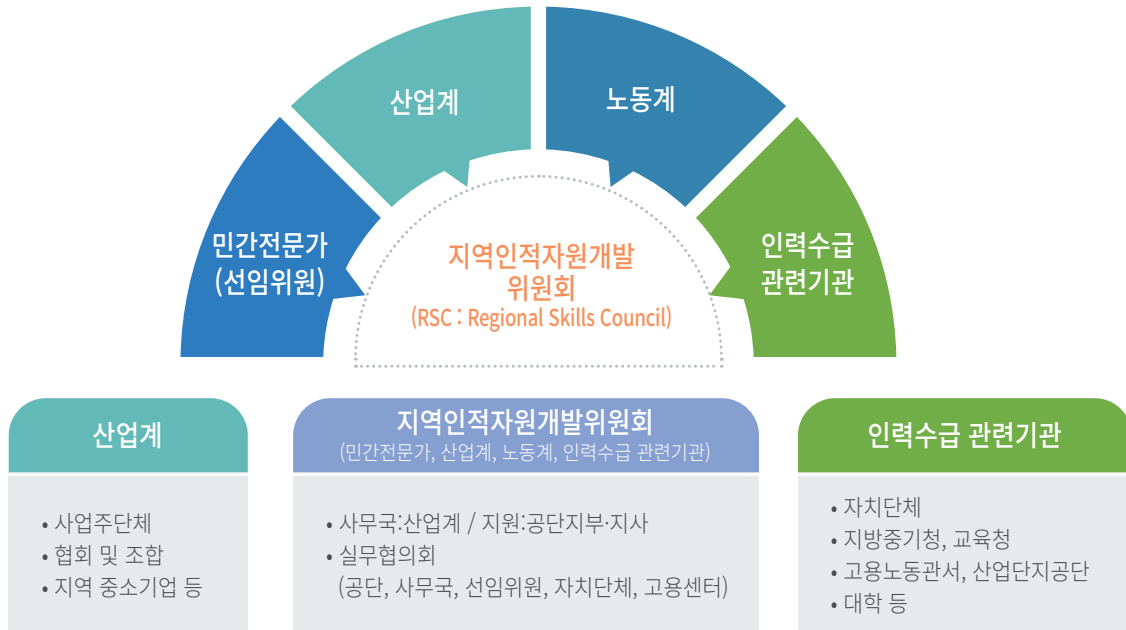 산업계
노동계
민간전문가
(선임위원)
인력수급
관련기관
지역인적자원개발
위원회
(RSC : Regional Skills Council)
산업계
• 사업주단체
• 협회 및 조합
• 지역 중소기업 등
지역인적자원개발위원회
(민간전문가, 산업계, 노동계, 인력수급 관련기관)
• 사무국:산업계 / 지원:공단지부·지사
• 실무협의회
(공단, 사무국, 선임위원, 자치단체, 고용센터)
인력수급 관련기관
• 자치단체
• 지방중기청, 교육청
• 고용노동관서, 산업단지공단
• 대학 등